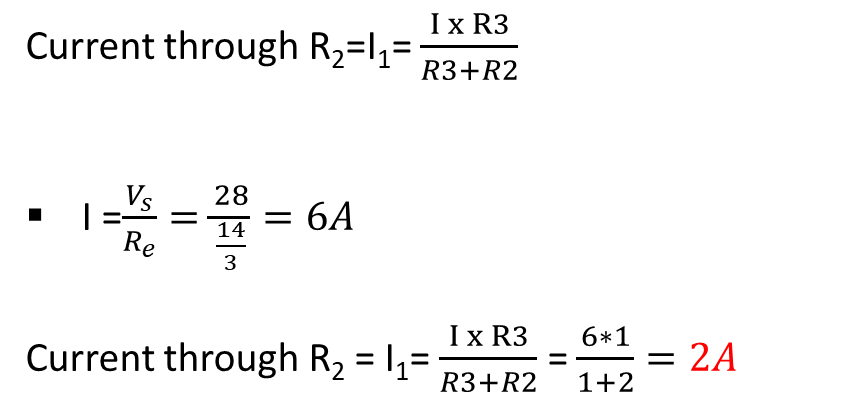 Current through R₂=I₁= I x R3 / R3+R2
▪ I = Vₛ / Rₑ = 28 / (14 / 3) = 6A
Current through R₂ = I₁= I x R3 / R3+R2 = 6*1 / 1+2 = 2A